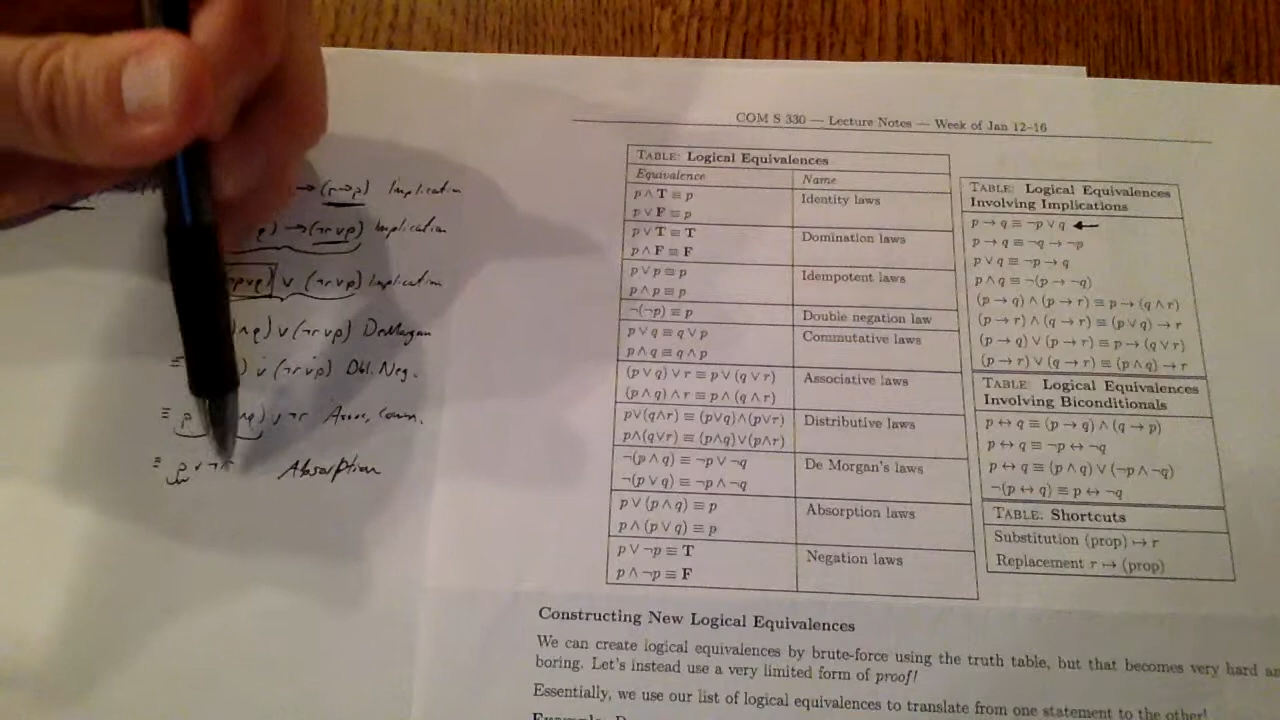 COM S 330 — Lecture Notes — Week of Jan 12–16
→(r→p) Implication
→(¬r∨p) Implication
∨ (¬r∨p) Implication
∧q) ∨(¬r∨p) DeMorgan
≡ ) ∨ (¬r∨p) Dbl. Neg.
≡ p q) ∨¬r Assoc, Comm.
≡ p∨¬r Absorption
TABLE: Logical Equivalences
Equivalence Name
p ∧ T ≡ p Identity laws
p ∨ F ≡ p
p ∨ T ≡ T Domination laws
p ∧ F ≡ F
p ∨ p ≡ p Idempotent laws
p ∧ p ≡ p
¬(¬p) ≡ p Double negation law
p ∨ q ≡ q ∨ p Commutative laws
p ∧ q ≡ q ∧ p
(p ∨ q) ∨ r ≡ p ∨ (q ∨ r) Associative laws
(p ∧ q) ∧ r ≡ p ∧ (q ∧ r)
p∨(q∧r) ≡ (p∨q)∧(p∨r) Distributive laws
p∧(q∨r) ≡ (p∧q)∨(p∧r)
¬(p ∧ q) ≡ ¬p ∨ ¬q De Morgan's laws
¬(p ∨ q) ≡ ¬p ∧ ¬q
p ∨ (p ∧ q) ≡ p Absorption laws
p ∧ (p ∨ q) ≡ p
p ∨ ¬p ≡ T Negation laws
p ∧ ¬p ≡ F
TABLE: Logical Equivalences
Involving Implications
p → q ≡ ¬p ∨ q ←
p → q ≡ ¬q → ¬p
p ∨ q ≡ ¬p → q
p ∧ q ≡ ¬(p → ¬q)
(p → q) ∧ (p → r) ≡ p → (q ∧ r)
(p → r) ∧ (q → r) ≡ (p ∨ q) → r
(p → q) ∨ (p → r) ≡ p → (q ∨ r)
(p → r) ∨ (q → r) ≡ (p ∧ q) → r
TABLE: Logical Equivalences
Involving Biconditionals
p ↔ q ≡ (p → q) ∧ (q → p)
p ↔ q ≡ ¬p ↔ ¬q
p ↔ q ≡ (p ∧ q) ∨ (¬p ∧ ¬q)
¬(p ↔ q) ≡ p ↔ ¬q
TABLE: Shortcuts
Substitution (prop) ↦ r
Replacement r ↦ (prop)
Constructing New Logical Equivalences
We can create logical equivalences by brute-force using the truth table, but that becomes very hard
boring. Let's instead use a very limited form of proof!
Essentially, we use our list of logical equivalences to translate from one statement to the other!